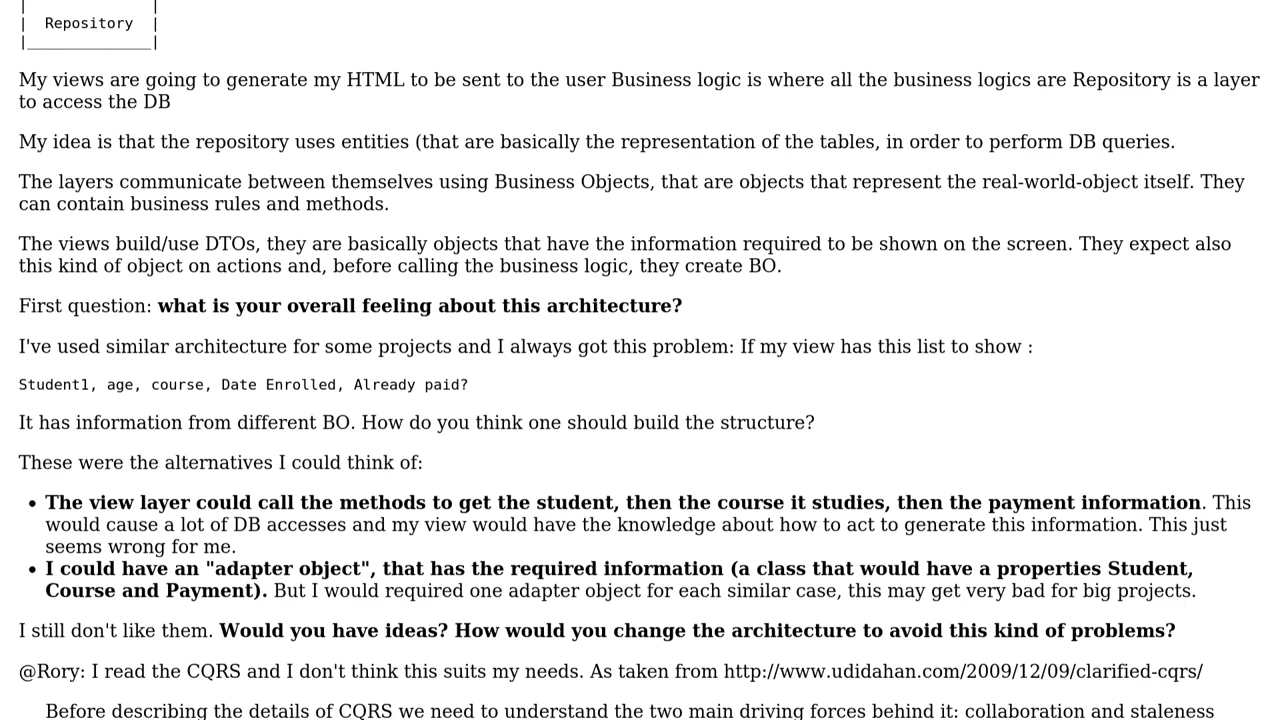 |               |
|  Repository  |
|______________|
My views are going to generate my HTML to be sent to the user Business logic is where all the business logics are Repository is a layer
to access the DB
My idea is that the repository uses entities (that are basically the representation of the tables, in order to perform DB queries.
The layers communicate between themselves using Business Objects, that are objects that represent the real-world-object itself. They
can contain business rules and methods.
The views build/use DTOs, they are basically objects that have the information required to be shown on the screen. They expect also
this kind of object on actions and, before calling the business logic, they create BO.
First question: what is your overall feeling about this architecture?
I've used similar architecture for some projects and I always got this problem: If my view has this list to show :
Student1, age, course, Date Enrolled, Already paid?
It has information from different BO. How do you think one should build the structure?
These were the alternatives I could think of:
• The view layer could call the methods to get the student, then the course it studies, then the payment information. This
would cause a lot of DB accesses and my view would have the knowledge about how to act to generate this information. This just
seems wrong for me.
• I could have an "adapter object", that has the required information (a class that would have a properties Student,
Course and Payment). But I would required one adapter object for each similar case, this may get very bad for big projects.
I still don't like them. Would you have ideas? How would you change the architecture to avoid this kind of problems?
@Rory: I read the CQRS and I don't think this suits my needs. As taken from http://www.udidahan.com/2009/12/09/clarified-cqrs/
Before describing the details of CQRS we need to understand the two main driving forces behind it: collaboration and staleness